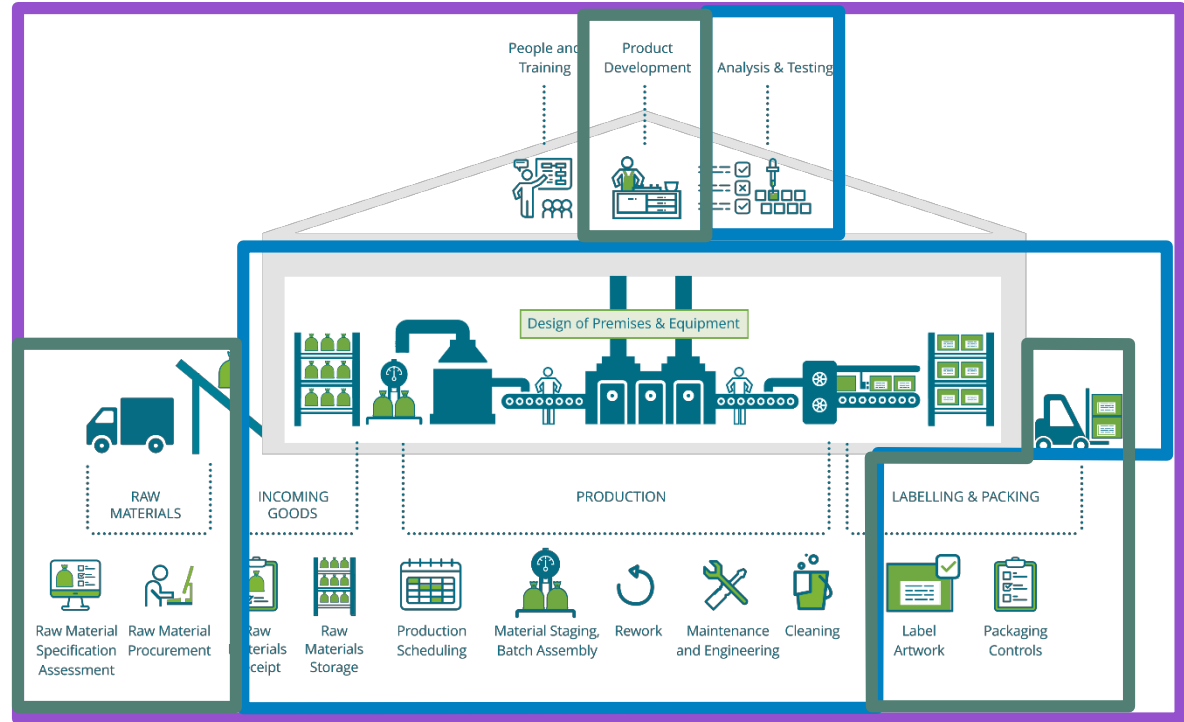 People and
Training
Product
Development
Analysis & Testing
Design of Premises & Equipment
RAW
MATERIALS
INCOMING
GOODS
PRODUCTION
LABELLING & PACKING
Raw Material
Specification
Assessment
Raw Material
Procurement
Raw
Raw
Materials
Storage
Production
Scheduling
Material Staging,
Batch Assembly
Rework
Maintenance
and Engineering
Cleaning
Label
Artwork
Packaging
Controls